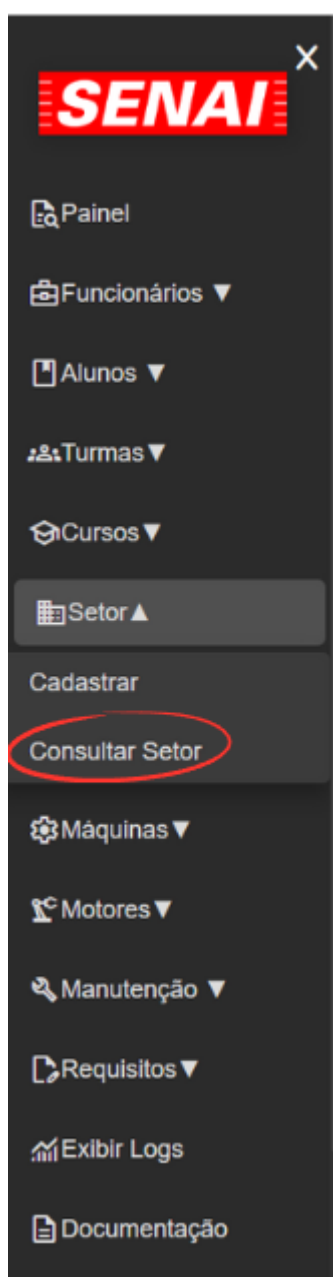 X
SENAI
Painel
Funcionários ▼
Alunos ▼
Turmas▼
Cursos▼
Setor▲
Cadastrar
Consultar Setor
Máquinas▼
Motores▼
Manutenção ▼
Requisitos▼
Exibir Logs
Documentação